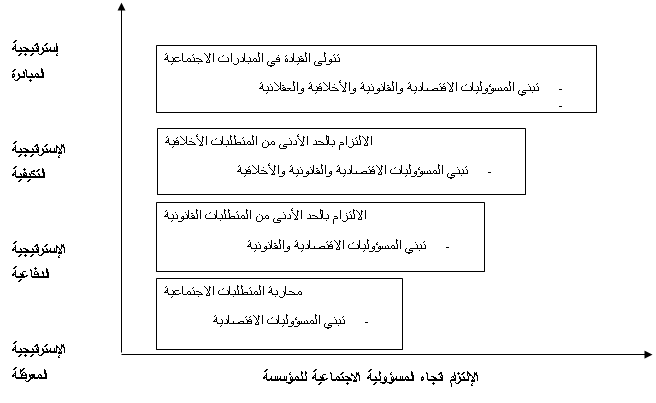 إستراتيجية
المبادرة
تتولى القيادة في المبادرات الاجتماعية
- تبني المسؤوليات الاقتصادية والقانونية والأخلاقية والعقلانية
-
الإستراتيجية
التكيفية
الالتزام بالحد الأدنى من المتطلبات الأخلاقية
- تبني المسؤوليات الاقتصادية والقانونية والأخلاقية
الإستراتيجية
الدفاعية
الالتزام بالحد الأدنى من المتطلبات القانونية
- تبني المسؤوليات الاقتصادية والقانونية
محاربة المتطلبات الاجتماعية
- تبني المسؤوليات الاقتصادية
الإستراتيجية
المعرقلة
الإلتزام تجاه المسؤولية الاجتماعية للمؤسسة